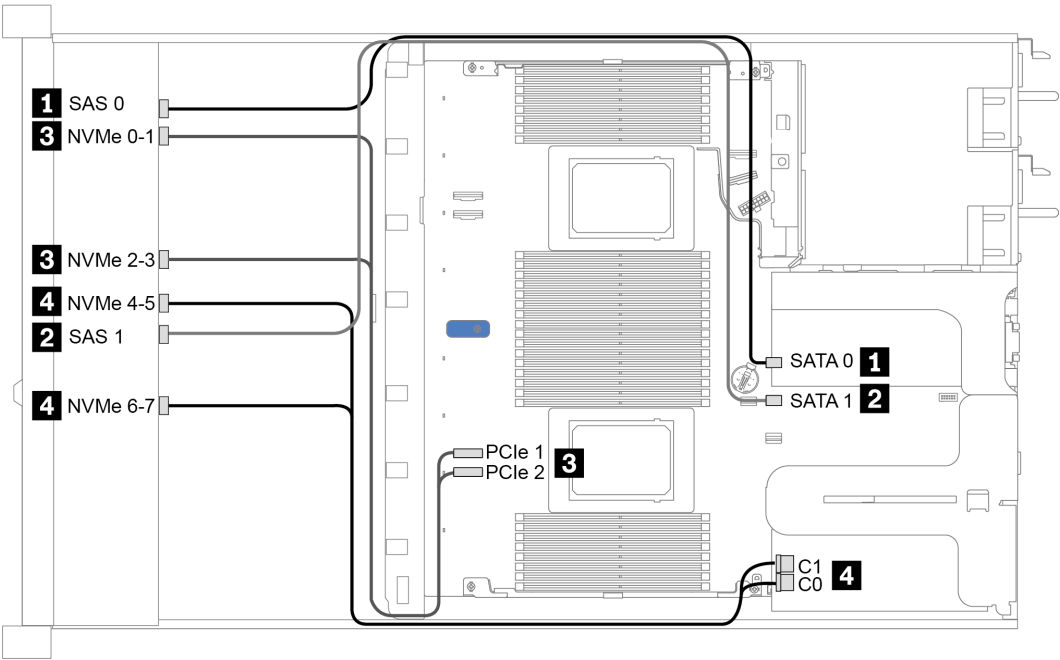 1 SAS 0
3 NVMe 0-1
3 NVMe 2-3
4 NVMe 4-5
2 SAS 1
SATA 0 1
SATA 1 2
4 NVMe 6-7
PCIe 1
PCIe 2
3
C1
C0
4